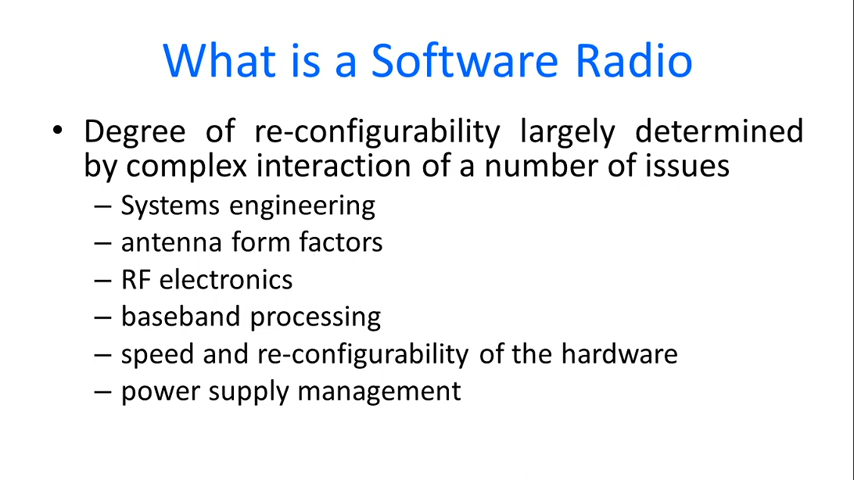 What is a Software Radio
• Degree of re-configurability largely determined
by complex interaction of a number of issues
– Systems engineering
– antenna form factors
– RF electronics
– baseband processing
– speed and re-configurability of the hardware
– power supply management